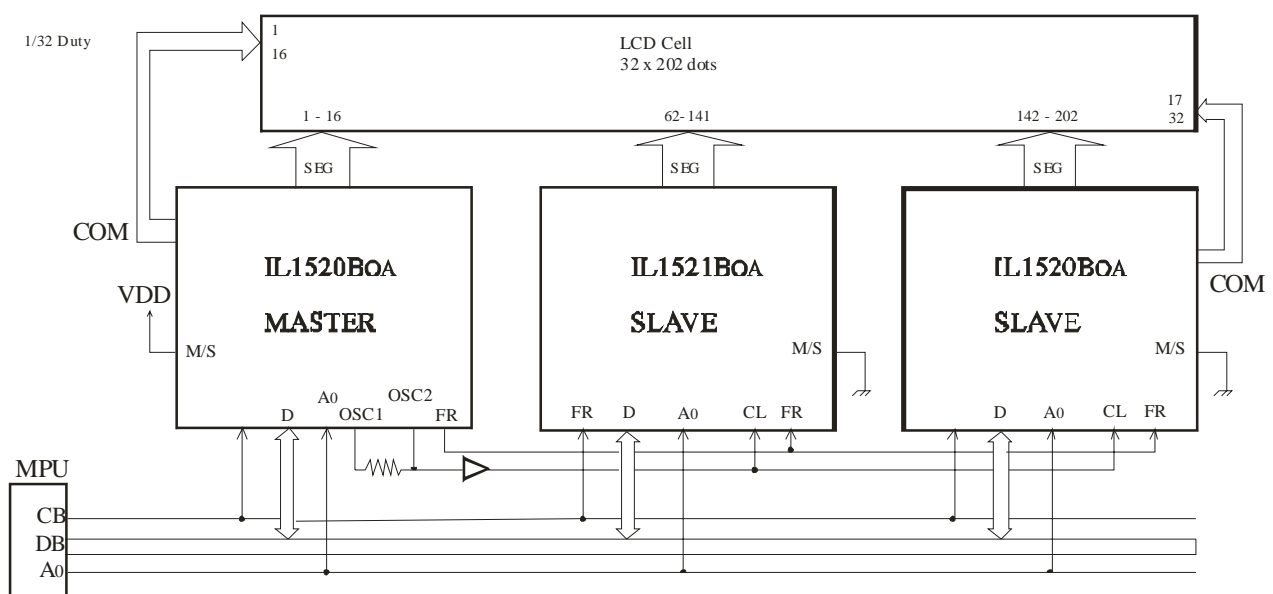 1/32 Duty
1
16
LCD Cell
32 x 202 dots
17
32
1 - 16
62-141
142 - 202
SEG
SEG
SEG
COM
IL1520BOA
MASTER
IL1521BOA
SLAVE
IL1520BOA
SLAVE
COM
VDD
M/S
M/S
M/S
D
A0
OSC1
OSC2
FR
FR
D
A0
CL
FR
D
A0
CL
FR
MPU
CB
DB
A0